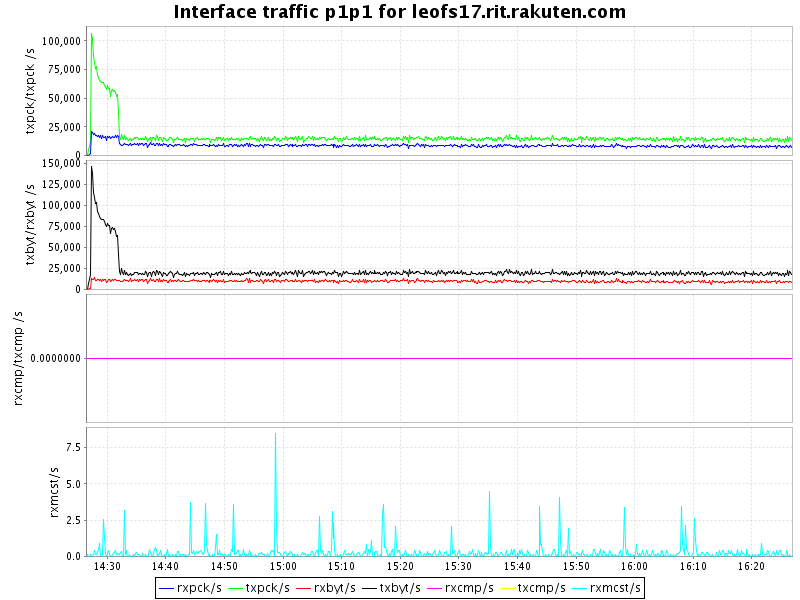 Interface traffic p1p1 for leofs17.rit.rakuten.com
txpck/txpck /s
100,000
75,000
50,000
25,000
0
txbyt/rxbyt /s
150,000
125,000
100,000
75,000
50,000
25,000
0
rxcmp/txcmp /s
0.0000000
rxmcst/s
7.5
5.0
2.5
0.0
14:30 14:40 14:50 15:00 15:10 15:20 15:30 15:40 15:50 16:00 16:10 16:20
rxpck/s txpck/s rxbyt/s txbyt/s rxcmp/s txcmp/s rxmcst/s